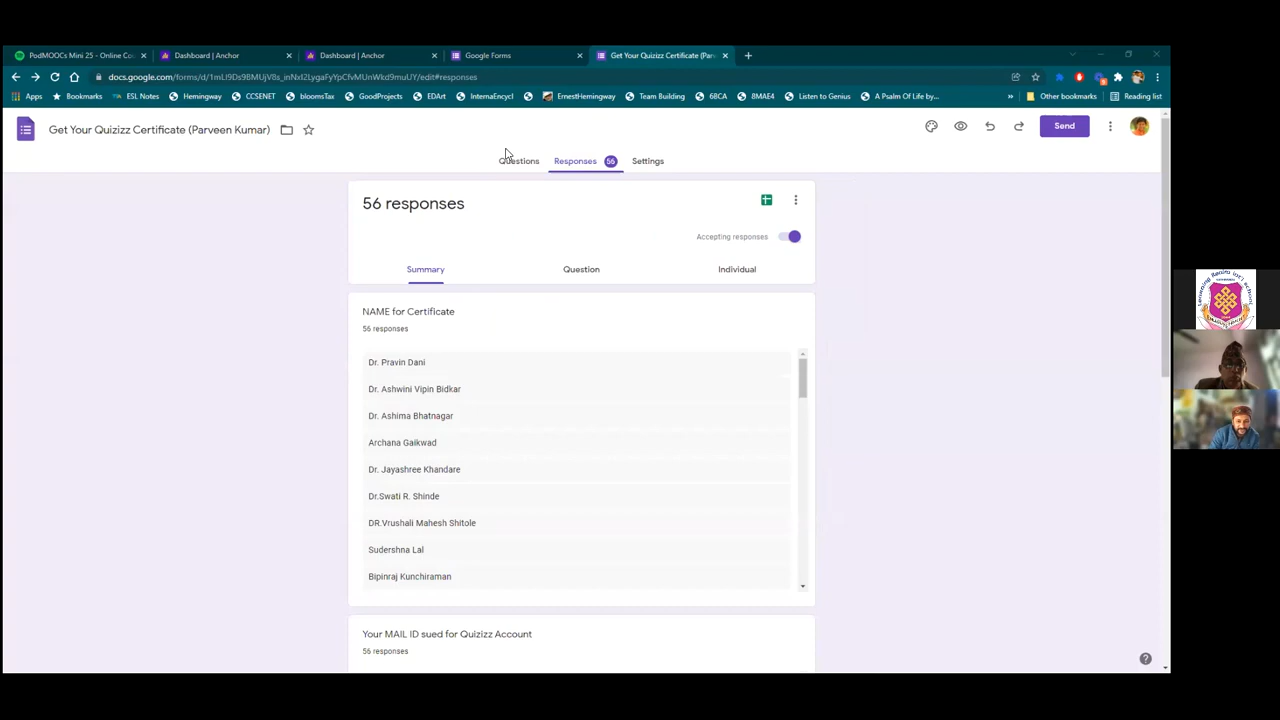 PodMOOCs Mini 25 - Online Co
Dashboard | Anchor
Dashboard | Anchor
Google Forms
Get Your Quizizz Certificate (Parv
docs.google.com/forms/d/
/edit#responses
Apps
Bookmarks
ESL Notes
Hemingway
CCSENET
bloomsTax
GoodProjects
EDArt
InternaEncycl
ErnestHemingway
Team Building
6BCA
8MAE4
Listen to Genius
A Psalm Of Life by...
»
Other bookmarks
Reading list
Get Your Quizizz Certificate (Parveen Kumar)
Send
Questions
Responses 56
Settings
56 responses
Accepting responses
Summary
Question
Individual
NAME for Certificate
56 responses
Dr. Pravin Dani
Dr. Ashwini Vipin Bidkar
Dr. Ashima Bhatnagar
Archana Gaikwad
Dr. Jayashree Khandare
Dr.Swati R. Shinde
DR.Vrushali Mahesh Shitole
Sudershna Lal
Bipinraj Kunchiraman
Your MAIL ID sued for Quizizz Account
56 responses